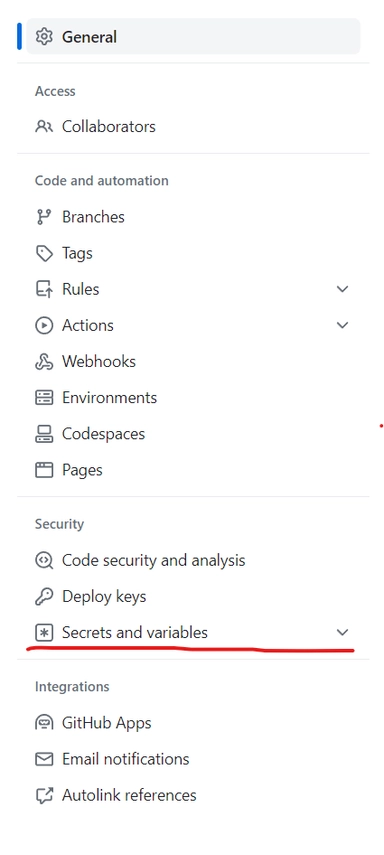 General
Access
Collaborators
Code and automation
Branches
Tags
Rules
Actions
Webhooks
Environments
Codespaces
Pages
Security
Code security and analysis
Deploy keys
Secrets and variables
Integrations
GitHub Apps
Email notifications
Autolink references